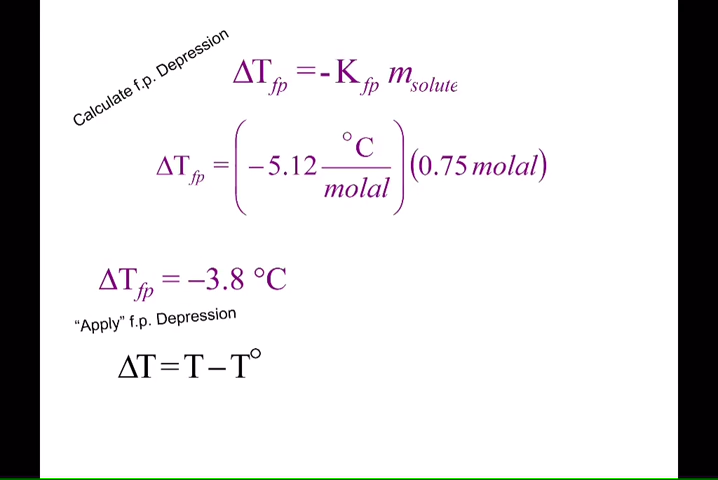 Calculate f.p. Depression
ΔT_fp = -K_fp m_solute
ΔT_fp = (−5.12 °C/molal)(0.75 molal)
ΔT_fp = −3.8 °C
“Apply” f.p. Depression
ΔT = T − T°